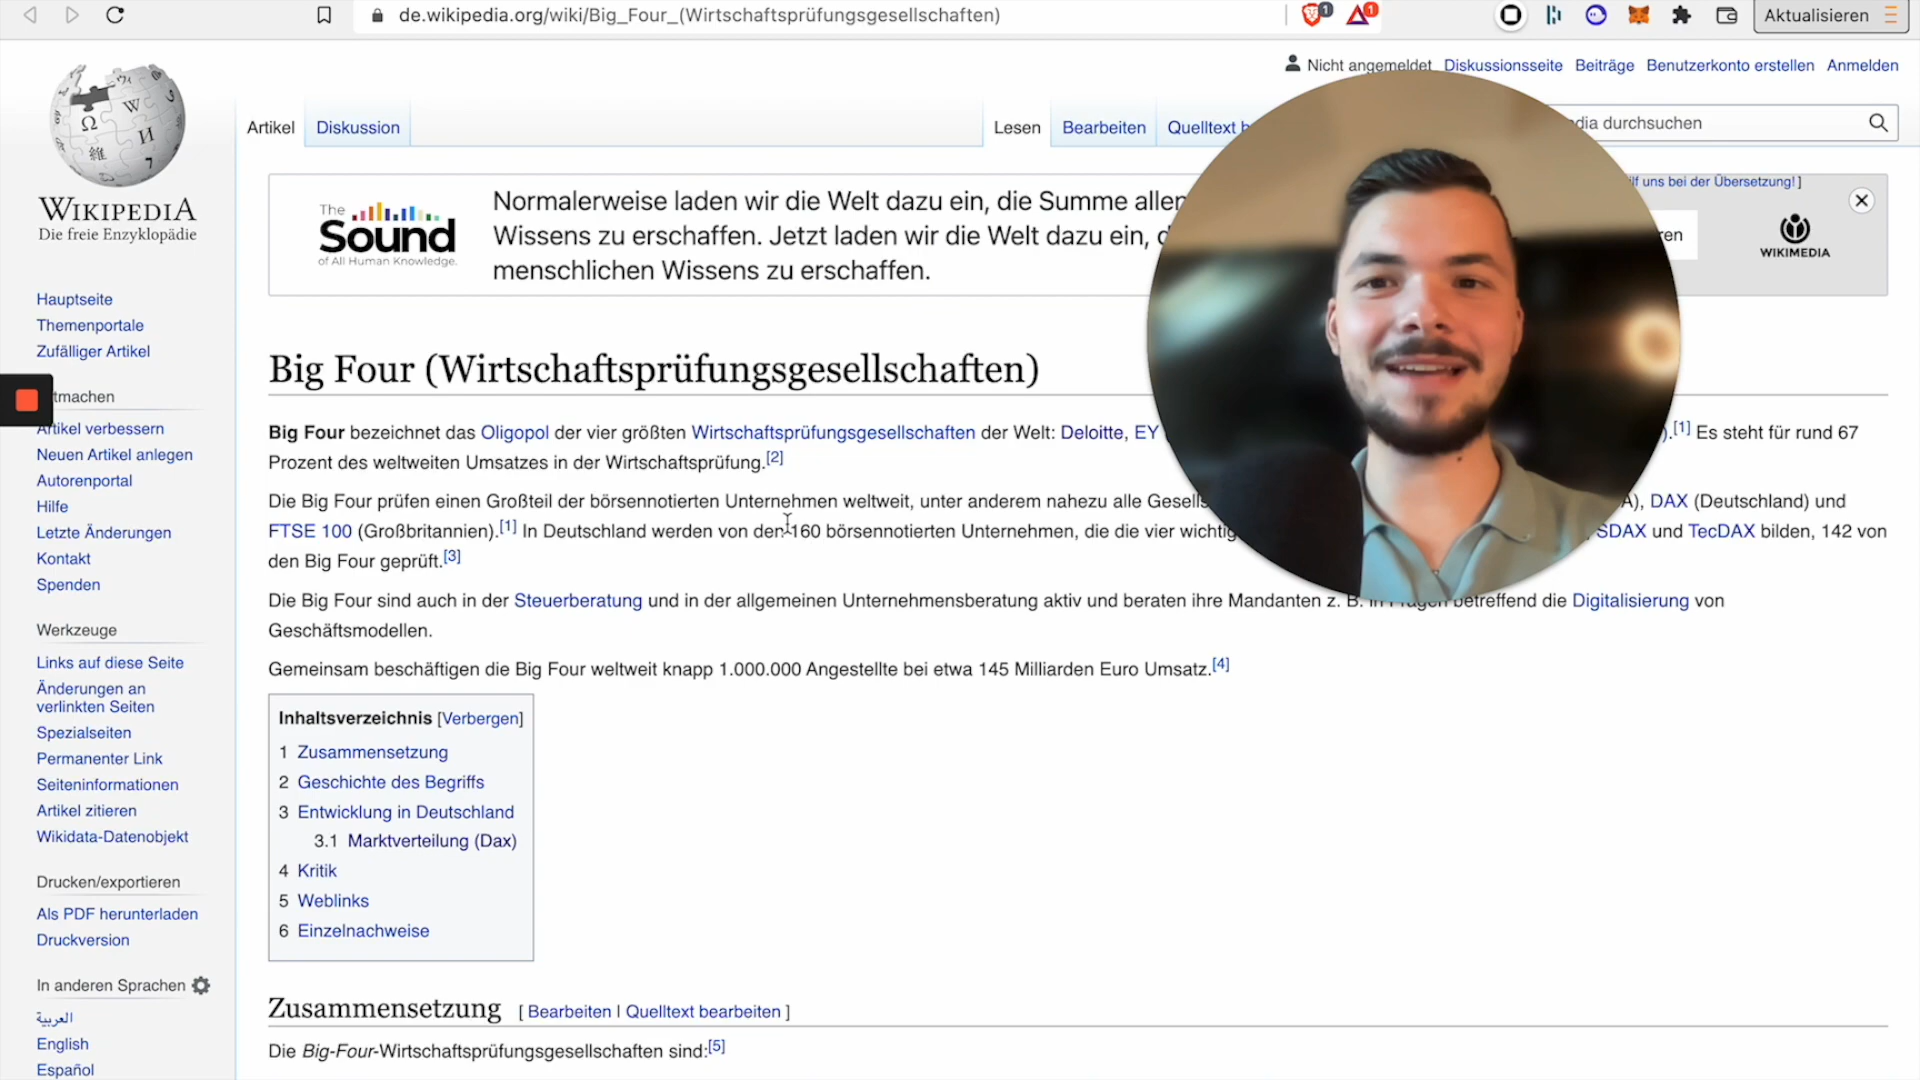 de.wikipedia.org/wiki/Big_Four_(Wirtschaftsprüfungsgesellschaften)
1
1
Aktualisieren
Nicht angemeldet Diskussionsseite Beiträge Benutzerkonto erstellen Anmelden
Artikel Diskussion Lesen Bearbeiten Quelltext
durchsuchen
WIKIPEDIA
Die freie Enzyklopädie
The Sound of All Human Knowledge.
Normalerweise laden wir die Welt dazu ein, die Summe allen
Wissens zu erschaffen. Jetzt laden wir die Welt dazu ein,
menschlichen Wissens zu erschaffen.
uns bei der Übersetzung! ]
WIKIMEDIA
Hauptseite
Themenportale
Zufälliger Artikel
tmachen
Artikel verbessern
Neuen Artikel anlegen
Autorenportal
Hilfe
Letzte Änderungen
Kontakt
Spenden
Werkzeuge
Links auf diese Seite
Änderungen an
verlinkten Seiten
Spezialseiten
Permanenter Link
Seiteninformationen
Artikel zitieren
Wikidata-Datenobjekt
Drucken/exportieren
Als PDF herunterladen
Druckversion
In anderen Sprachen
العربية
English
Español
Big Four (Wirtschaftsprüfungsgesellschaften)
Big Four bezeichnet das Oligopol der vier größten Wirtschaftsprüfungsgesellschaften der Welt: Deloitte, EY ).[1] Es steht für rund 67
Prozent des weltweiten Umsatzes in der Wirtschaftsprüfung.[2]
Die Big Four prüfen einen Großteil der börsennotierten Unternehmen weltweit, unter anderem nahezu alle A), DAX (Deutschland) und
FTSE 100 (Großbritannien).[1] In Deutschland werden von den 160 börsennotierten Unternehmen, die die vier SDAX und TecDAX bilden, 142 von
den Big Four geprüft.[3]
Die Big Four sind auch in der Steuerberatung und in der allgemeinen Unternehmensberatung aktiv und beraten ihre Mandanten z. B. in Fragen betreffend die Digitalisierung von
Geschäftsmodellen.
Gemeinsam beschäftigen die Big Four weltweit knapp 1.000.000 Angestellte bei etwa 145 Milliarden Euro Umsatz.[4]
Inhaltsverzeichnis [Verbergen]
1 Zusammensetzung
2 Geschichte des Begriffs
3 Entwicklung in Deutschland
3.1 Marktverteilung (Dax)
4 Kritik
5 Weblinks
6 Einzelnachweise
Zusammensetzung [ Bearbeiten | Quelltext bearbeiten ]
Die Big-Four-Wirtschaftsprüfungsgesellschaften sind:[5]